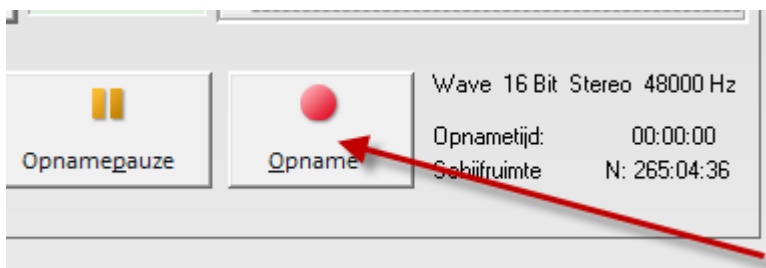 Wave 16 Bit Stereo 48000 Hz
Opnamepauze
Opname
Opnametijd: 00:00:00
Schijfruimte N: 265:04:36